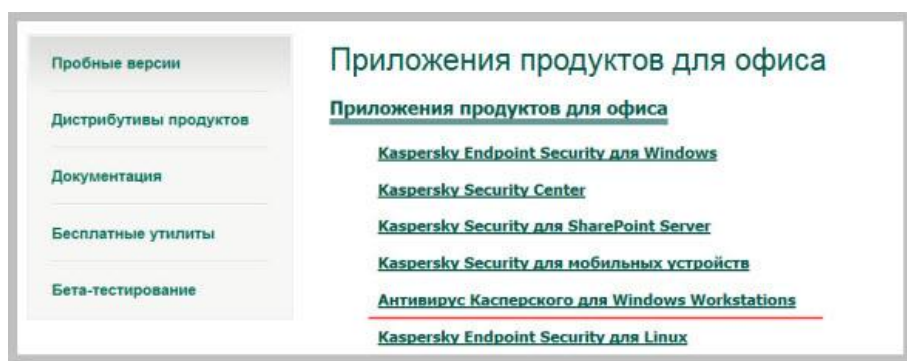 Пробные версии
Дистрибутивы продуктов
Документация
Бесплатные утилиты
Бета-тестирование
Приложения продуктов для офиса
Приложения продуктов для офиса
Kaspersky Endpoint Security для Windows
Kaspersky Security Center
Kaspersky Security для SharePoint Server
Kaspersky Security для мобильных устройств
Антивирус Касперского для Windows Workstations
Kaspersky Endpoint Security для Linux